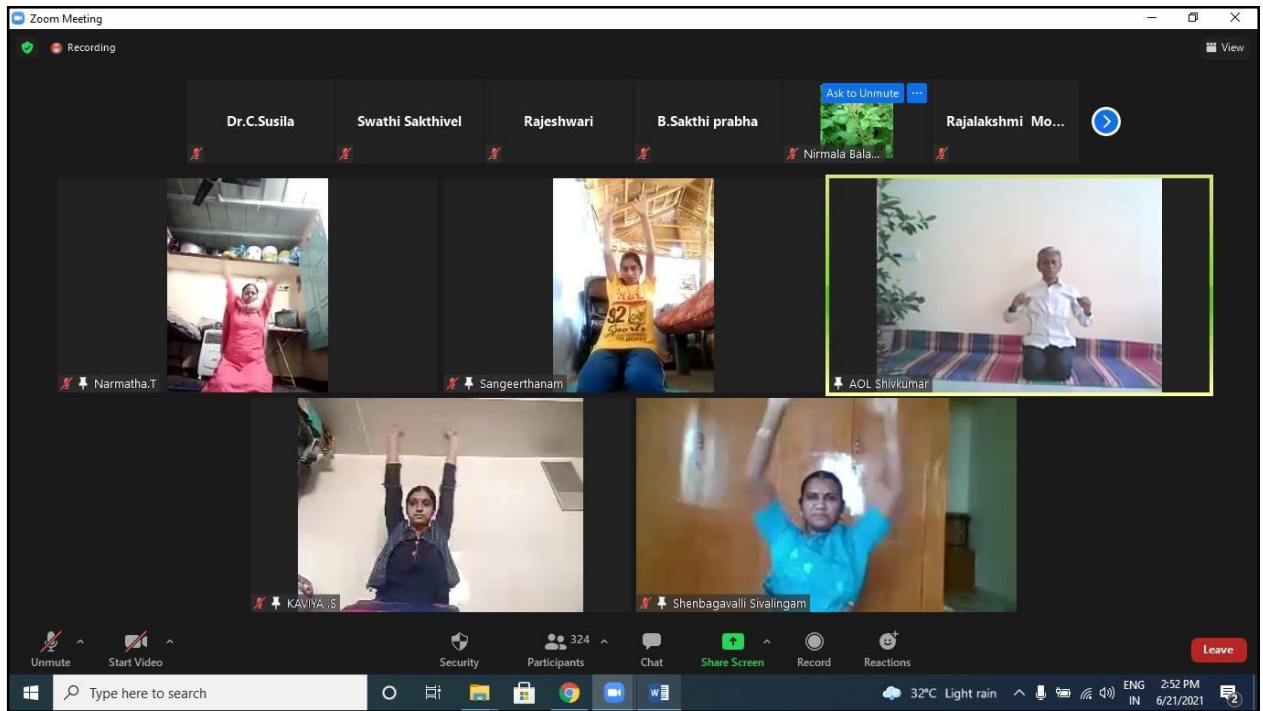 Zoom Meeting
Recording
View
Ask to Unmute ...
Dr.C.Susila
Swathi Sakthivel
Rajeshwari
B.Sakthi prabha
Nirmala Bala...
Rajalakshmi Mo...
Narmatha.T
Sangeerthanam
AOL Shivkumar
KAVIYA .S
Shenbagavalli Sivalingam
Unmute
Start Video
Security
324
Participants
Chat
Share Screen
Record
Reactions
Leave
Type here to search
32°C Light rain
ENG
IN
2:52 PM
6/21/2021
2